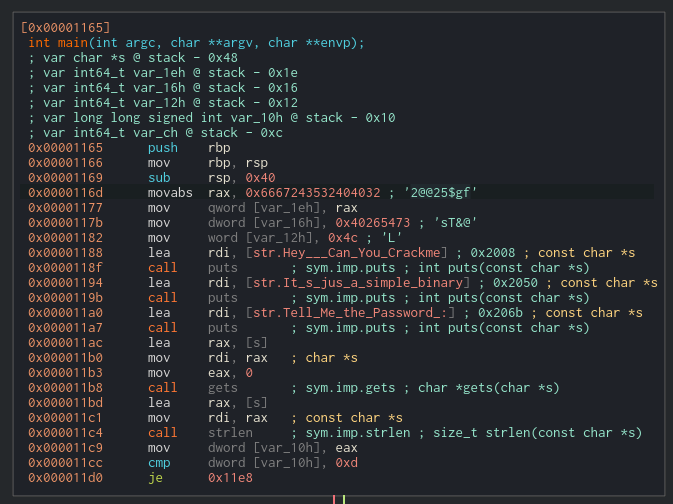 [0x00001165]
int main(int argc, char **argv, char **envp);
; var char *s @ stack - 0x48
; var int64_t var_1eh @ stack - 0x1e
; var int64_t var_16h @ stack - 0x16
; var int64_t var_12h @ stack - 0x12
; var long long signed int var_10h @ stack - 0x10
; var int64_t var_ch @ stack - 0xc
0x00001165 push rbp
0x00001166 mov rbp, rsp
0x00001169 sub rsp, 0x40
0x0000116d movabs rax, 0x6667243532404032 ; '2@@25$gf'
0x00001177 mov qword [var_1eh], rax
0x0000117b mov dword [var_16h], 0x40265473 ; 'sT&@'
0x00001182 mov word [var_12h], 0x4c ; 'L'
0x00001188 lea rdi, [str.Hey___Can_You_Crackme] ; 0x2008 ; const char *s
0x0000118f call puts ; sym.imp.puts ; int puts(const char *s)
0x00001194 lea rdi, [str.It_s_jus_a_simple_binary] ; 0x2050 ; const char *s
0x0000119b call puts ; sym.imp.puts ; int puts(const char *s)
0x000011a0 lea rdi, [str.Tell_Me_the_Password_:] ; 0x206b ; const char *s
0x000011a7 call puts ; sym.imp.puts ; int puts(const char *s)
0x000011ac lea rax, [s]
0x000011b0 mov rdi, rax ; char *s
0x000011b3 mov eax, 0
0x000011b8 call gets ; sym.imp.gets ; char *gets(char *s)
0x000011bd lea rax, [s]
0x000011c1 mov rdi, rax ; const char *s
0x000011c4 call strlen ; sym.imp.strlen ; size_t strlen(const char *s)
0x000011c9 mov dword [var_10h], eax
0x000011cc cmp dword [var_10h], 0xd
0x000011d0 je 0x11e8